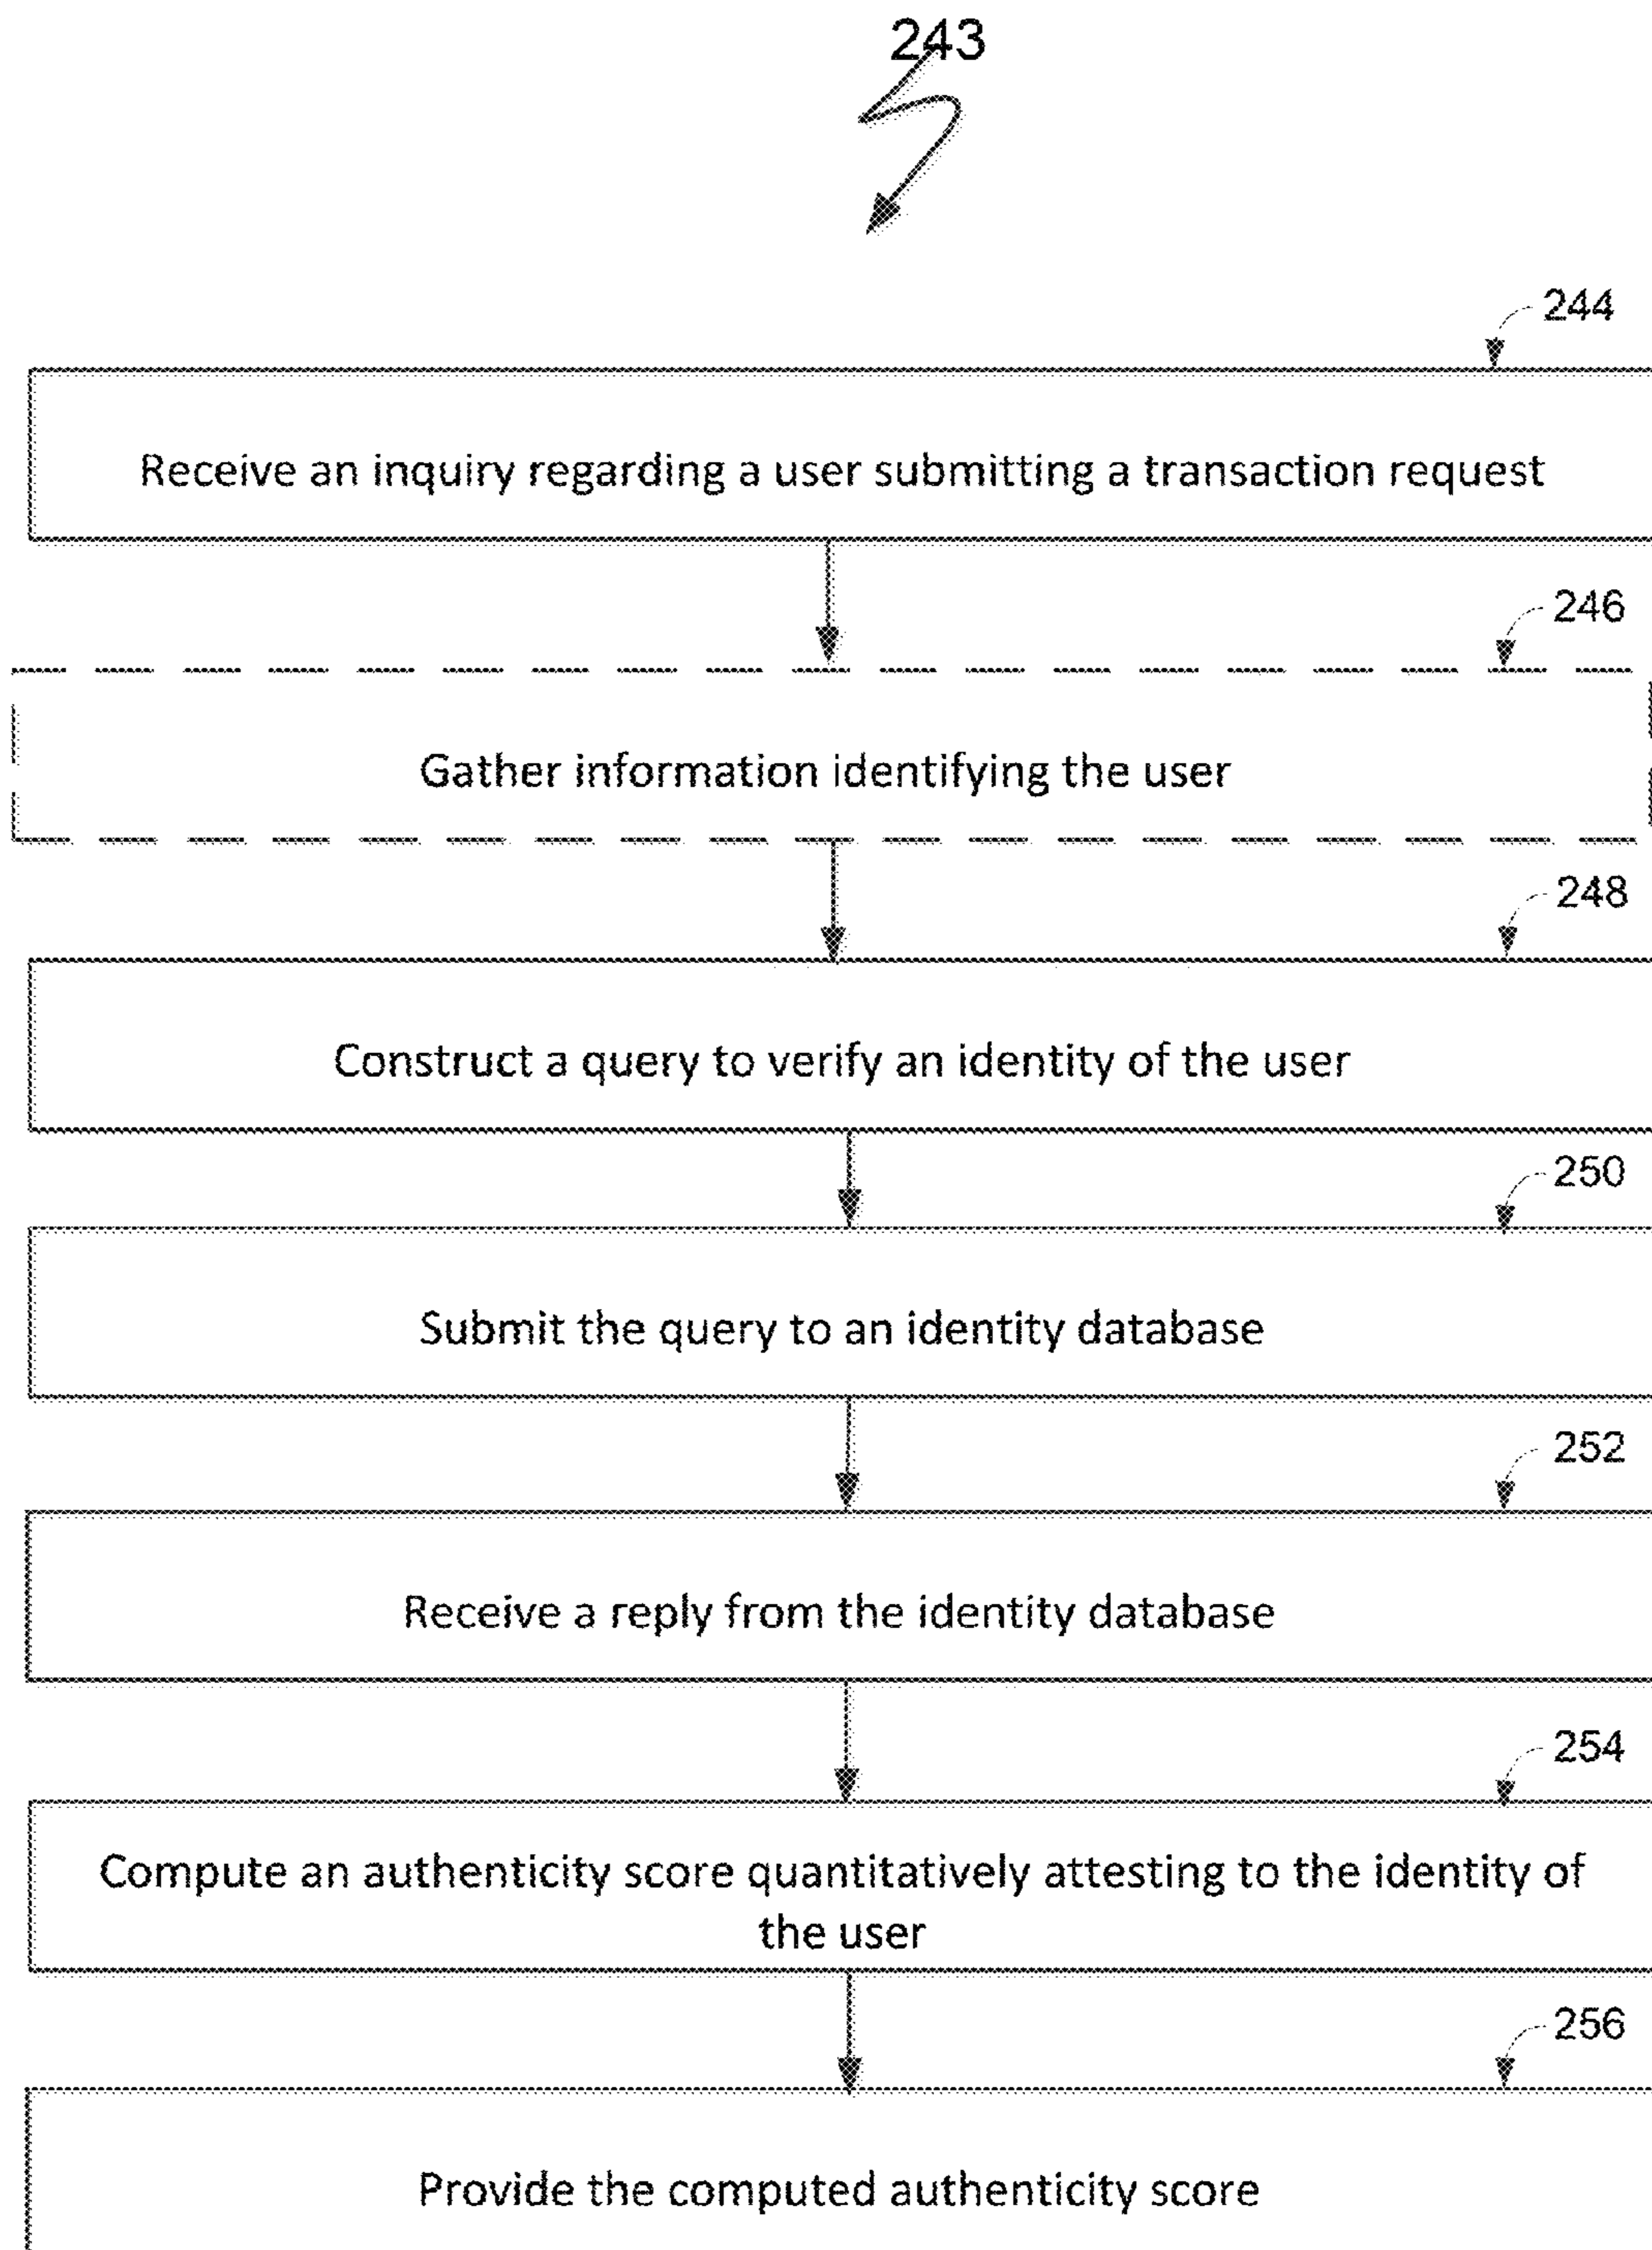 243
244
Receive an inquiry regarding a user submitting a transaction request
246
Gather information identifying the user
248
Construct a query to verify an identity of the user
250
Submit the query to an identity database
252
Receive a reply from the identity database
254
Compute an authenticity score quantitatively attesting to the identity of
the user
256
Provide the computed authenticity score